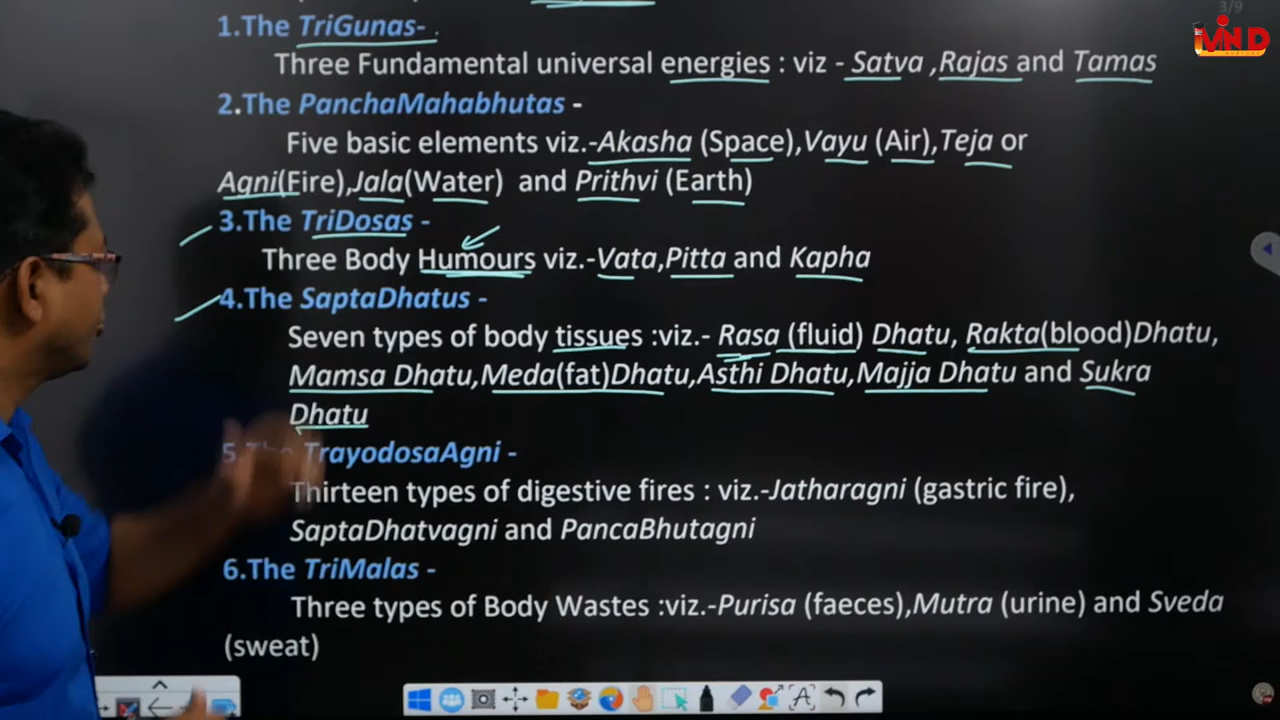 3/9
MIND
1.The TriGunas-
Three Fundamental universal energies : viz - Satva ,Rajas and Tamas
2.The PanchaMahabhutas -
Five basic elements viz.-Akasha (Space),Vayu (Air),Teja or
Agni(Fire),Jala(Water) and Prithvi (Earth)
3.The TriDosas -
Three Body Humours viz.-Vata,Pitta and Kapha
4.The SaptaDhatus -
Seven types of body tissues :viz.- Rasa (fluid) Dhatu, Rakta(blood)Dhatu,
Mamsa Dhatu,Meda(fat)Dhatu,Asthi Dhatu,Majja Dhatu and Sukra
Dhatu
5.The TrayodosaAgni -
Thirteen types of digestive fires : viz.-Jatharagni (gastric fire),
SaptaDhatvagni and PancaBhutagni
6.The TriMalas -
Three types of Body Wastes :viz.-Purisa (faeces),Mutra (urine) and Sveda
(sweat)